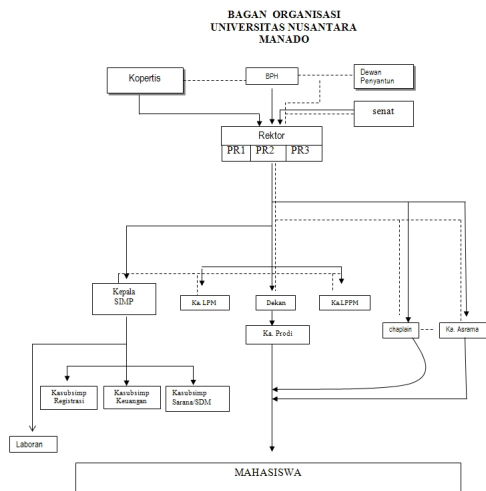 BAGAN ORGANISASI
UNIVERSITAS NUSANTARA
MANADO
Kopertis
BPH
Dewan
Penyantun
senat
Rektor
PR1 PR2 PR3
Kepala
SIMP
Ka. LPM
Dekan
Ka.LPPM
chaplain
Ka. Asrama
Ka. Prodi
Kasubsimp
Registrasi
Kasubsimp
Keuangan
Kasubsimp
Sarana/SDM
Laboran
MAHASISWA